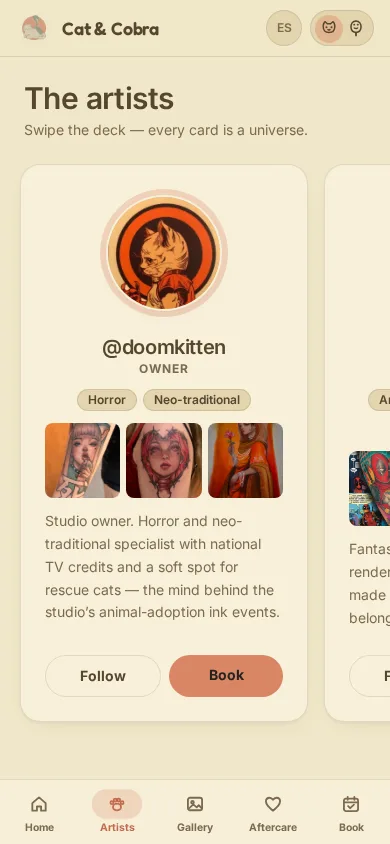 Cat & Cobra
ES
The artists
Swipe the deck — every card is a universe.
@doomkitten
OWNER
Horror
Neo-traditional
Studio owner. Horror and neo-
traditional specialist with national
TV credits and a soft spot for
rescue cats — the mind behind the
studio’s animal-adoption ink events.
Follow
Book
Fantas
render
made
belong
Home
Artists
Gallery
Aftercare
Book